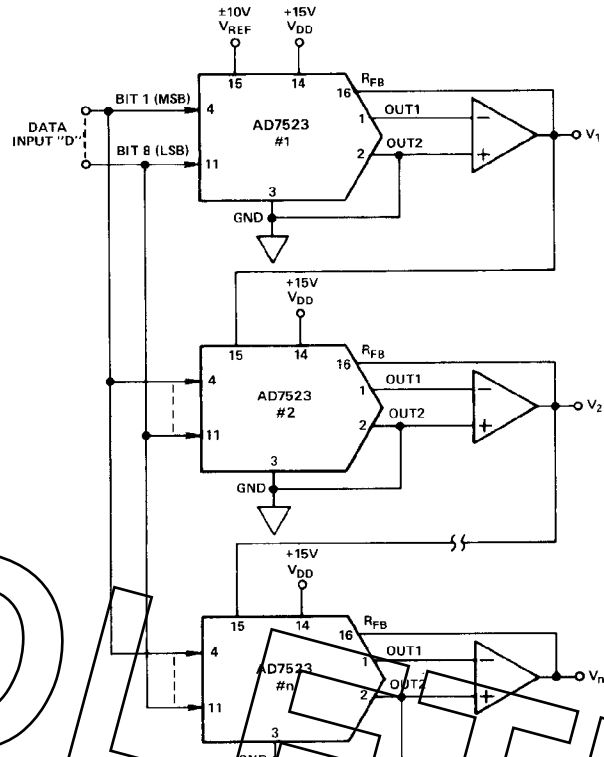 ±10V
V_REF
+15V
V_DD
15
14
R_FB
16
BIT 1 (MSB)
4
OUT1
1
−
DATA
INPUT "D"
AD7523
#1
V_1
BIT 8 (LSB)
11
OUT2
2
+
3
GND
+15V
V_DD
15
14
R_FB
16
4
OUT1
1
−
AD7523
#2
V_2
11
OUT2
2
+
3
GND
+15V
V_DD
15
14
R_FB
16
4
OUT1
1
−
AD7523
#n
V_n
11
OUT2
2
+
3
GND